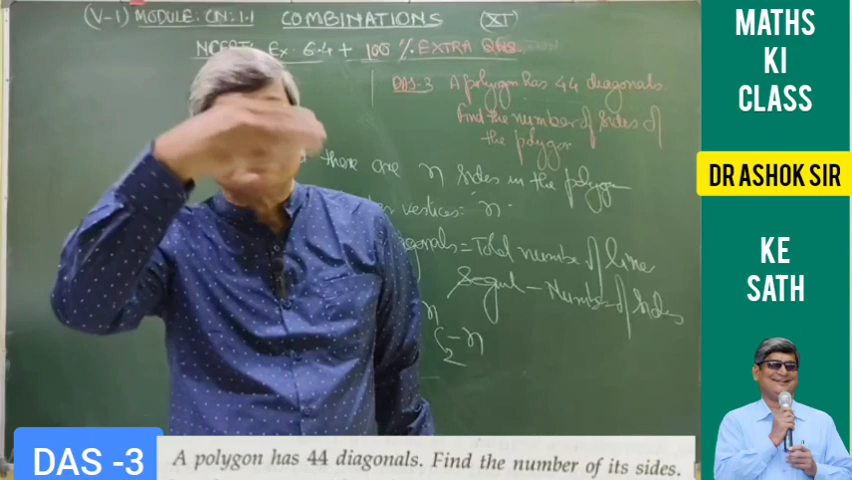 (V-1) MODULE: CN: 1.1 COMBINATIONS (XI)
NCERT: Ex. 6.4 + 100 % EXTRA QNS
DAS-3 A polygon has 44 diagonals.
Find the number of sides of
the polygon
there are n sides in the polygon
vertices = n
= Total number of line
Segment - Number of sides
n
C - n
2
DAS -3
A polygon has 44 diagonals. Find the number of its sides.
MATHS
KI
CLASS
DR ASHOK SIR
KE
SATH